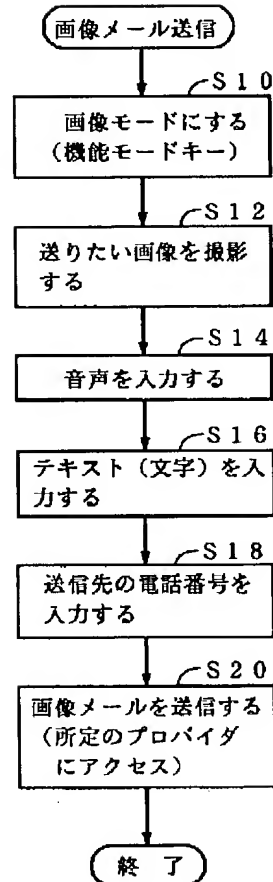 画像メール送信
S10
画像モードにする
(機能モードキー)
S12
送りたい画像を撮影
する
S14
音声を入力する
S16
テキスト(文字)を入
力する
S18
送信先の電話番号を
入力する
S20
画像メールを送信する
(所定のプロバイダ
にアクセス)
終了